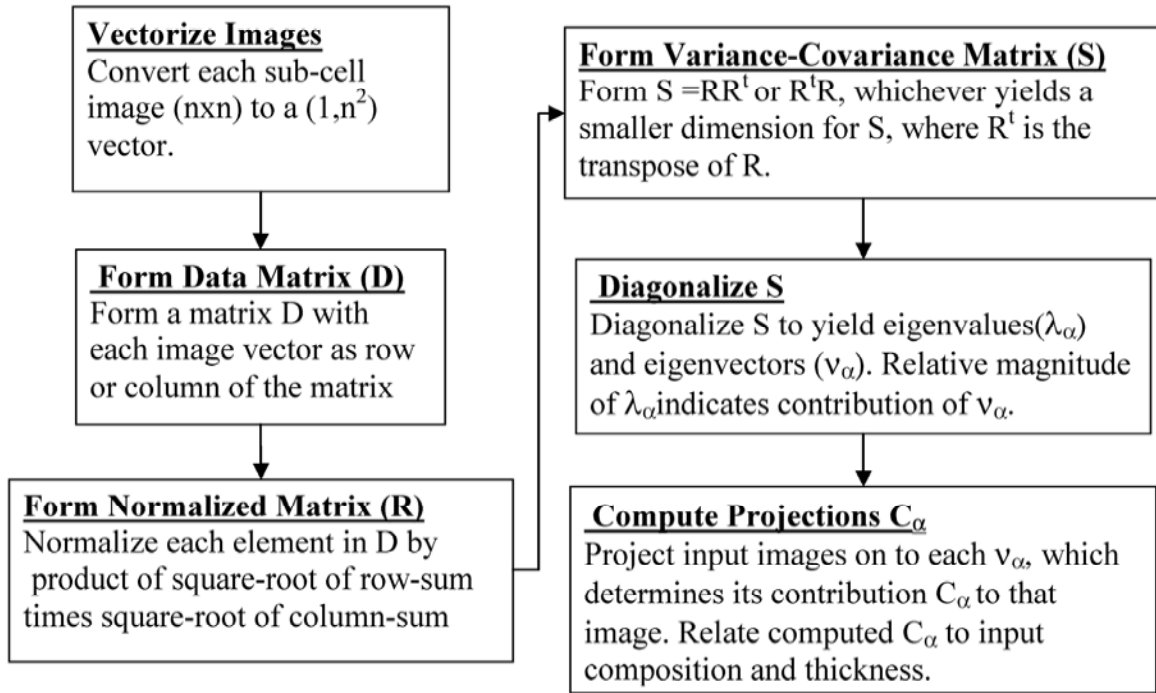 Vectorize Images
Convert each sub-cell
image (nxn) to a (1,n²)
vector.
Form Data Matrix (D)
Form a matrix D with
each image vector as row
or column of the matrix
Form Normalized Matrix (R)
Normalize each element in D by
product of square-root of row-sum
times square-root of column-sum
Form Variance-Covariance Matrix (S)
Form S =RRᵗ or RᵗR, whichever yields a
smaller dimension for S, where Rᵗ is the
transpose of R.
Diagonalize S
Diagonalize S to yield eigenvalues(λα)
and eigenvectors (να). Relative magnitude
of λαindicates contribution of να.
Compute Projections Cα
Project input images on to each να, which
determines its contribution Cα to that
image. Relate computed Cα to input
composition and thickness.